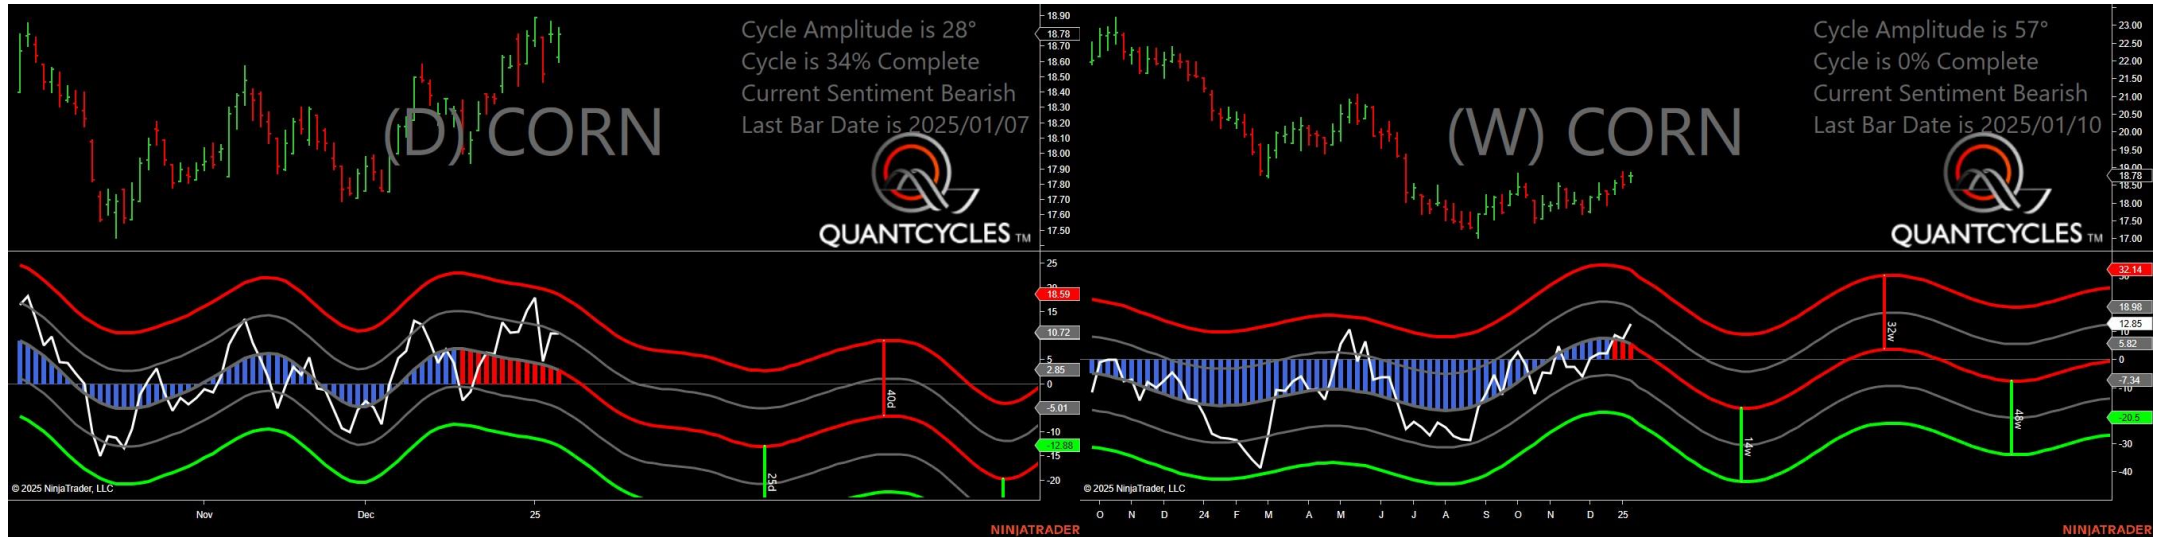 Cycle Amplitude is 28°
Cycle is 34% Complete
Current Sentiment Bearish
Last Bar Date is 2025/01/07
(D) CORN
QUANTCYCLES TM
18.90
18.78
18.70
18.60
18.50
18.40
18.30
18.20
18.10
18.00
17.90
17.80
17.70
17.60
17.50
25
18.59
15
10.72
5
2.85
0
-5.01
-10
-12.88
-15
-20
40d
25d
© 2025 NinjaTrader, LLC
Nov
Dec
25
NINJATRADER
Cycle Amplitude is 57°
Cycle is 0% Complete
Current Sentiment Bearish
Last Bar Date is 2025/01/10
(W) CORN
QUANTCYCLES TM
23.00
22.50
22.00
21.50
21.00
20.50
20.00
19.50
19.00
18.78
18.50
18.00
17.50
17.00
32.14
18.98
12.85
5.82
0
-7.34
-20.5
-30
-40
32w
14w
48w
© 2025 NinjaTrader, LLC
O N D 24 F M A M J J A S O N D 25
NINJATRADER